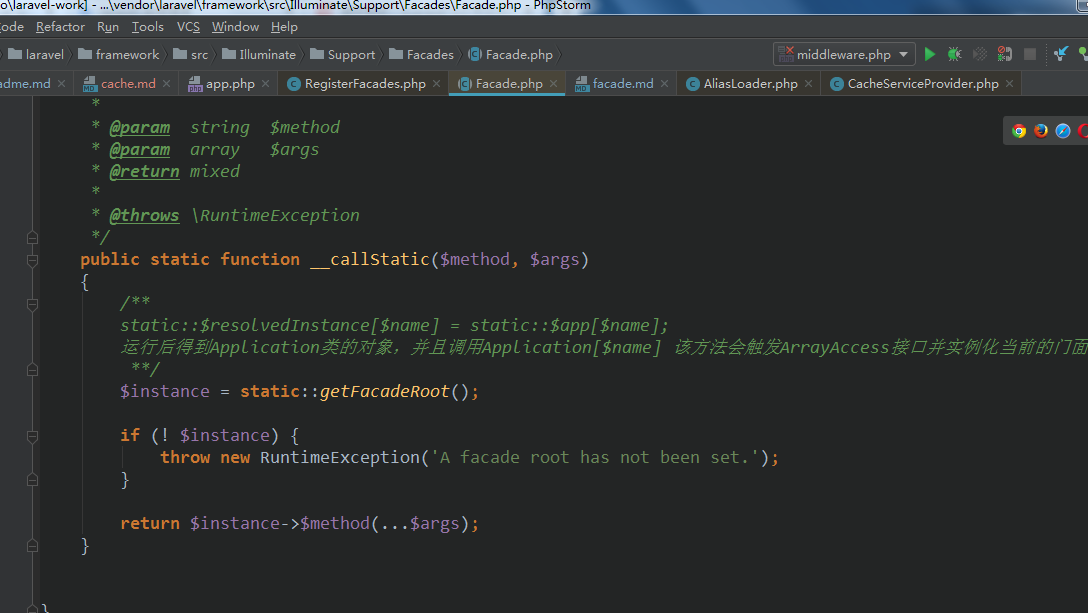 o\laravel-work] - ...\vendor\laravel\framework\src\Illuminate\Support\Facades\Facade.php - PhpStorm
ode Refactor Run Tools VCS Window Help
laravel framework src Illuminate Support Facades Facade.php middleware.php
adme.md cache.md app.php RegisterFacades.php Facade.php facade.md AliasLoader.php CacheServiceProvider.php
*
* @param string $method
* @param array $args
* @return mixed
*
* @throws \RuntimeException
*/
public static function __callStatic($method, $args)
{
/**
static::$resolvedInstance[$name] = static::$app[$name];
运行后得到Application类的对象，并且调用Application[$name] 该方法会触发ArrayAccess接口并实例化当前的门面
**/
$instance = static::getFacadeRoot();
if (! $instance) {
throw new RuntimeException('A facade root has not been set.');
}
return $instance->$method(...$args);
}
}